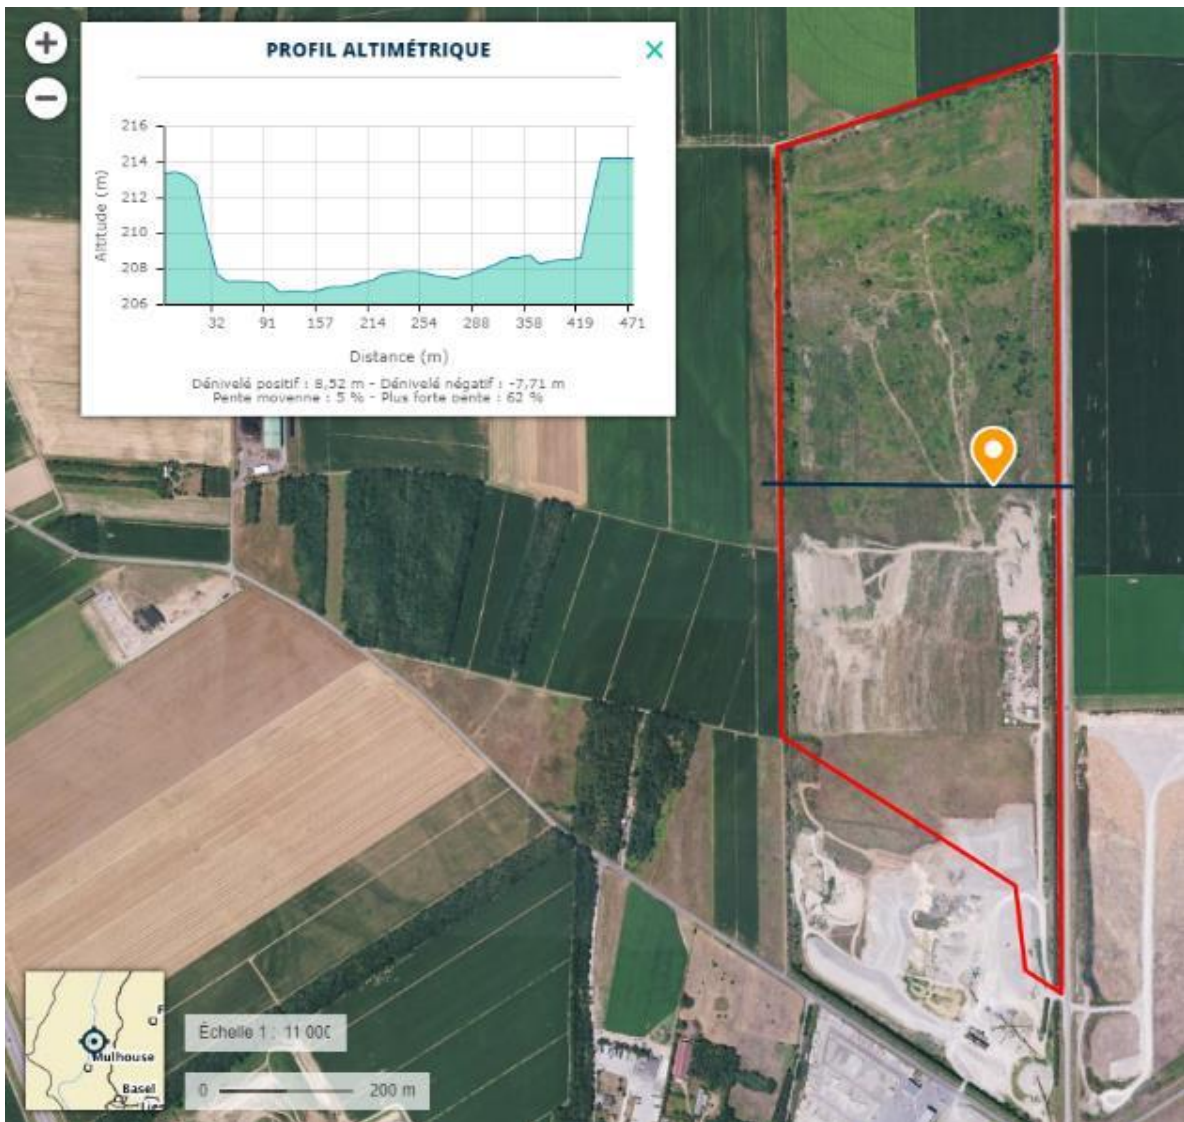 PROFIL ALTIMÉTRIQUE
216
214
212
210
208
206
Altitude (m)
32 91 157 214 254 288 358 419 471
Distance (m)
Dénivelé positif : 8,52 m - Dénivelé négatif : -7,71 m
Pente moyenne : 5 % - Plus forte pente : 62 %
Mulhouse
Basel
Échelle 1 : 11 000
0 200 m